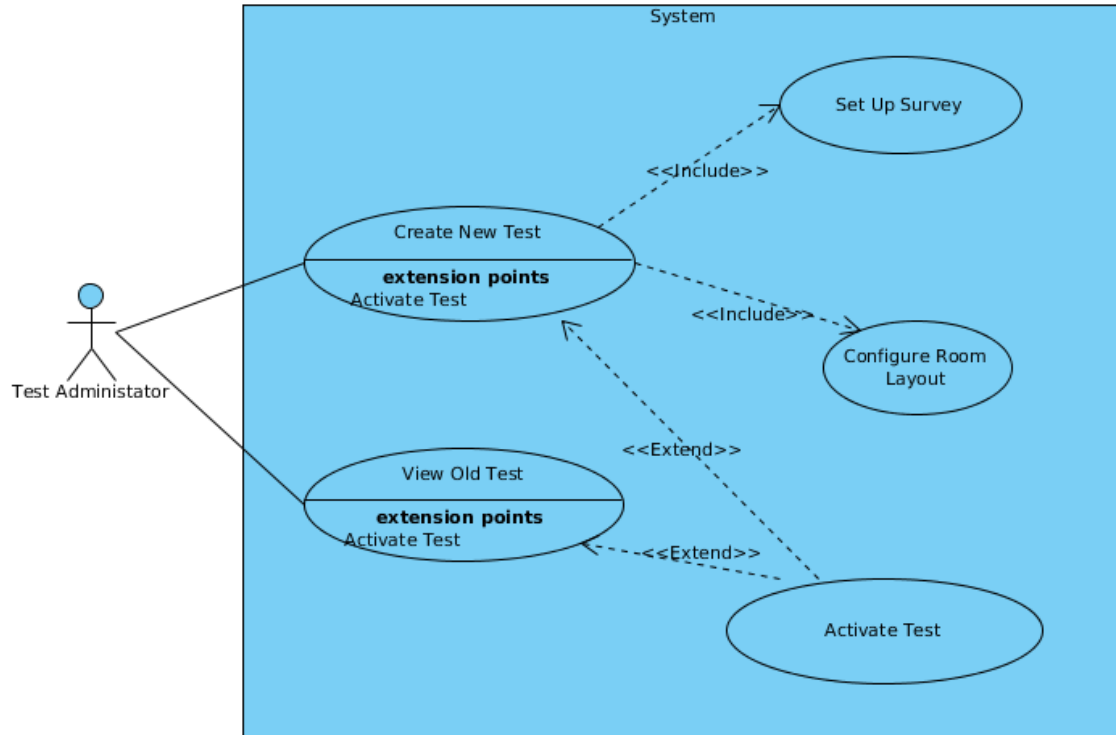 System
Set Up Survey
<<Include>>
Create New Test
extension points
Activate Test
<<Include>>
Configure Room
Layout
Test Administator
<<Extend>>
View Old Test
extension points
Activate Test
<<Extend>>
Activate Test